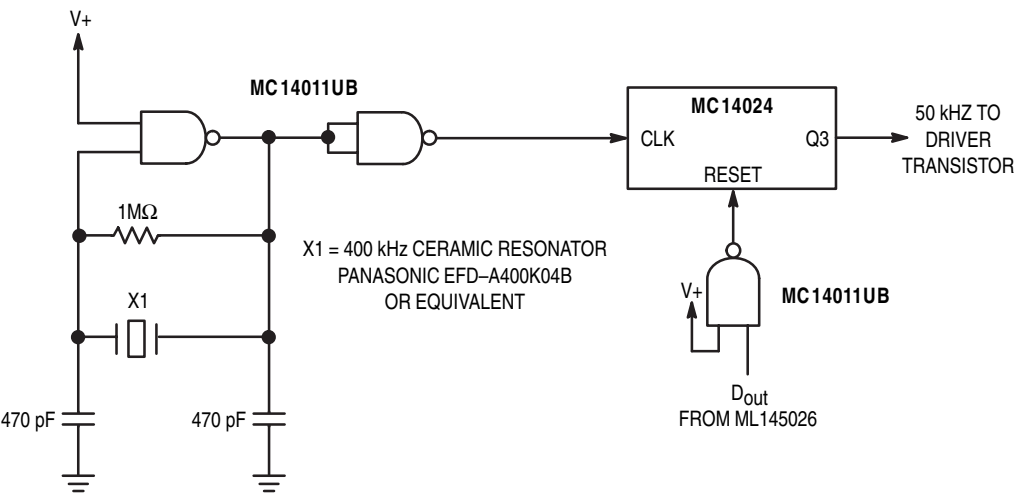 V+
MC14011UB
MC14024
CLK
Q3
RESET
50 kHZ TO
DRIVER
TRANSISTOR
1MΩ
X1 = 400 kHz CERAMIC RESONATOR
PANASONIC EFD–A400K04B
OR EQUIVALENT
X1
V+
MC14011UB
470 pF
470 pF
Dout
FROM ML145026